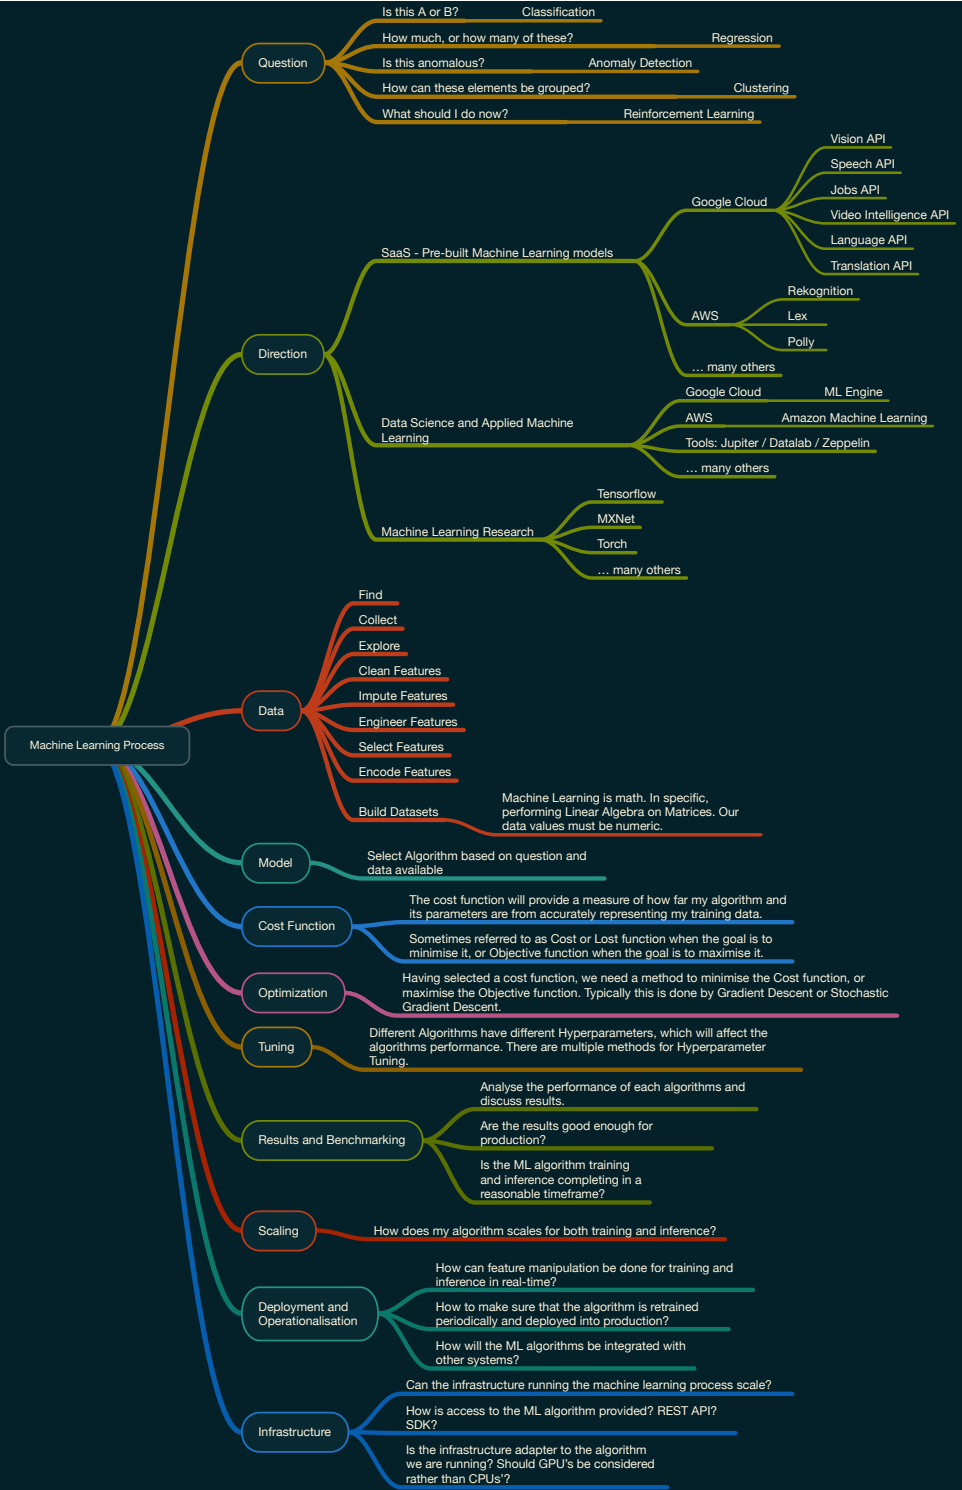 Is this A or B? Classification
How much, or how many of these? Regression
Question
Is this anomalous? Anomaly Detection
How can these elements be grouped? Clustering
What should I do now? Reinforcement Learning
Vision API
Speech API
Jobs API
Google Cloud
Video Intelligence API
Language API
Translation API
SaaS - Pre-built Machine Learning models
Rekognition
AWS
Lex
Polly
... many others
Direction
Google Cloud ML Engine
AWS Amazon Machine Learning
Data Science and Applied Machine
Learning
Tools: Jupiter / Datalab / Zeppelin
... many others
Tensorflow
MXNet
Machine Learning Research
Torch
... many others
Find
Collect
Explore
Clean Features
Impute Features
Data
Engineer Features
Select Features
Encode Features
Build Datasets
Machine Learning is math. In specific,
performing Linear Algebra on Matrices. Our
data values must be numeric.
Machine Learning Process
Model
Select Algorithm based on question and
data available
Cost Function
The cost function will provide a measure of how far my algorithm and
its parameters are from accurately representing my training data.
Sometimes referred to as Cost or Lost function when the goal is to
minimise it, or Objective function when the goal is to maximise it.
Optimization
Having selected a cost function, we need a method to minimise the Cost function, or
maximise the Objective function. Typically this is done by Gradient Descent or Stochastic
Gradient Descent.
Tuning
Different Algorithms have different Hyperparameters, which will affect the
algorithms performance. There are multiple methods for Hyperparameter
Tuning.
Results and Benchmarking
Analyse the performance of each algorithms and
discuss results.
Are the results good enough for
production?
Is the ML algorithm training
and inference completing in a
reasonable timeframe?
Scaling
How does my algorithm scales for both training and inference?
Deployment and
Operationalisation
How can feature manipulation be done for training and
inference in real-time?
How to make sure that the algorithm is retrained
periodically and deployed into production?
How will the ML algorithms be integrated with
other systems?
Infrastructure
Can the infrastructure running the machine learning process scale?
How is access to the ML algorithm provided? REST API?
SDK?
Is the infrastructure adapter to the algorithm
we are running? Should GPU's be considered
rather than CPUs'?